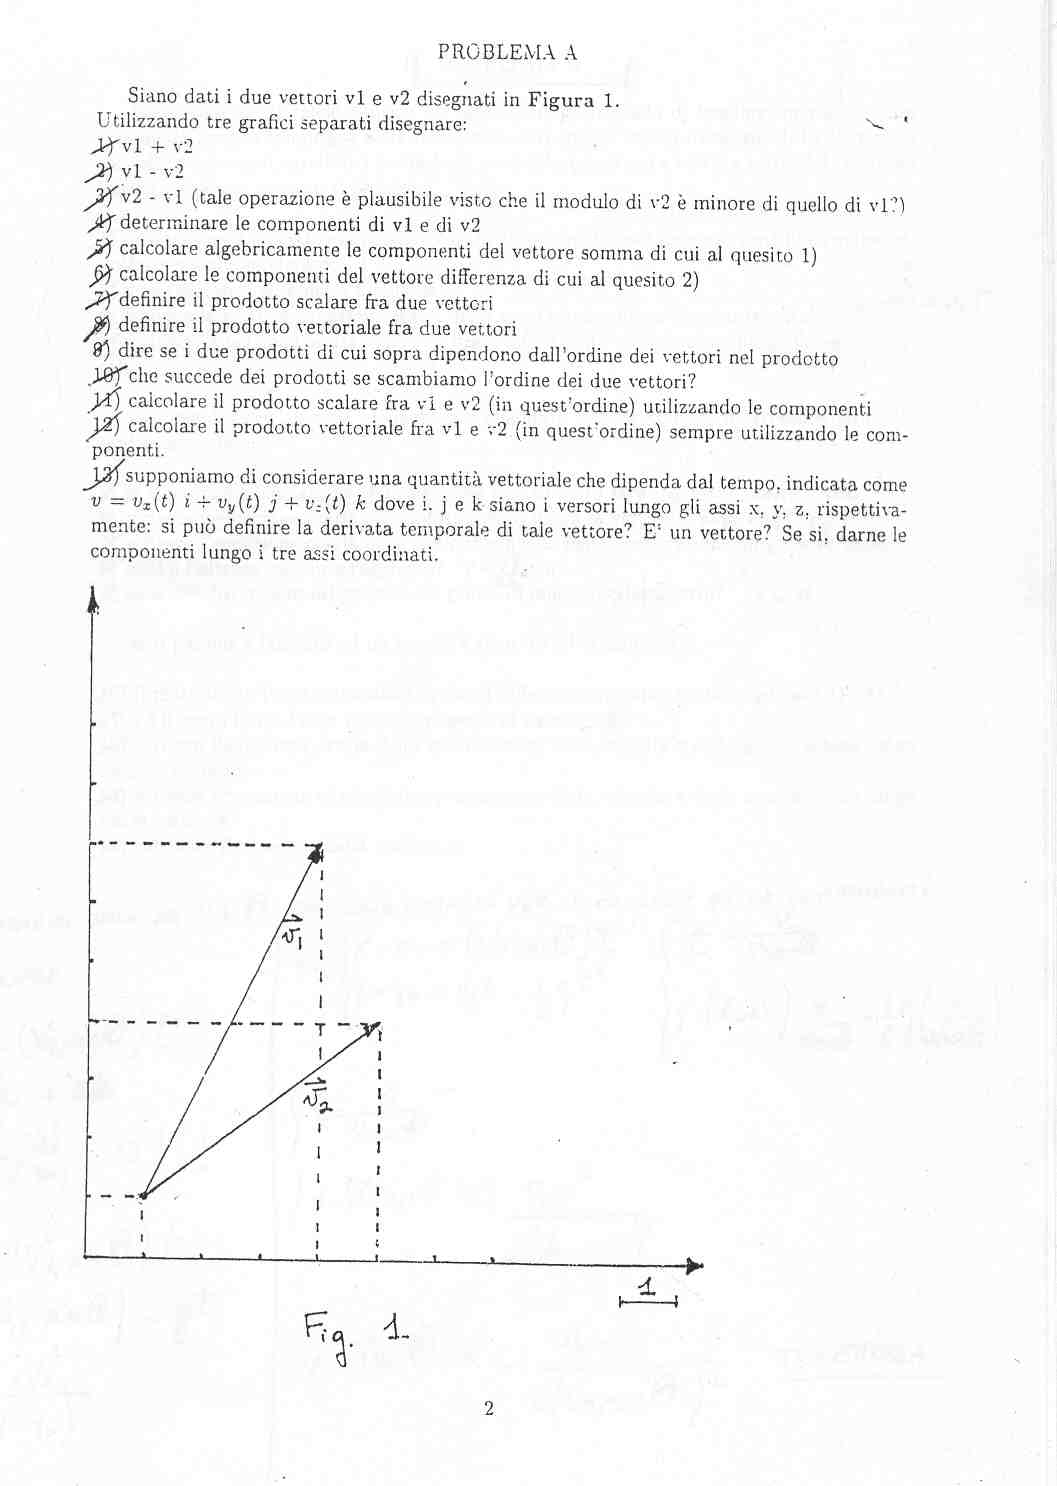 PROBLEMA A
Siano dati i due vettori v1 e v2 disegnati in Figura 1.
Utilizzando tre grafici separati disegnare:
1) v1 + v2
2) v1 - v2
3) v2 - v1 (tale operazione è plausibile visto che il modulo di v2 è minore di quello di v1?)
4) determinare le componenti di v1 e di v2
5) calcolare algebricamente le componenti del vettore somma di cui al quesito 1)
6) calcolare le componenti del vettore differenza di cui al quesito 2)
7) definire il prodotto scalare fra due vettori
8) definire il prodotto vettoriale fra due vettori
9) dire se i due prodotti di cui sopra dipendono dall'ordine dei vettori nel prodotto
10) che succede dei prodotti se scambiamo l'ordine dei due vettori?
11) calcolare il prodotto scalare fra v1 e v2 (in quest'ordine) utilizzando le componenti
12) calcolare il prodotto vettoriale fra v1 e v2 (in quest'ordine) sempre utilizzando le com-
ponenti.
13) supponiamo di considerare una quantità vettoriale che dipenda dal tempo, indicata come
v = vx(t) i + vy(t) j + vz(t) k dove i, j e k siano i versori lungo gli assi x, y, z, rispettiva-
mente: si può definire la derivata temporale di tale vettore? E' un vettore? Se si, darne le
componenti lungo i tre assi coordinati.
v1
v2
1
Fig. 1
2